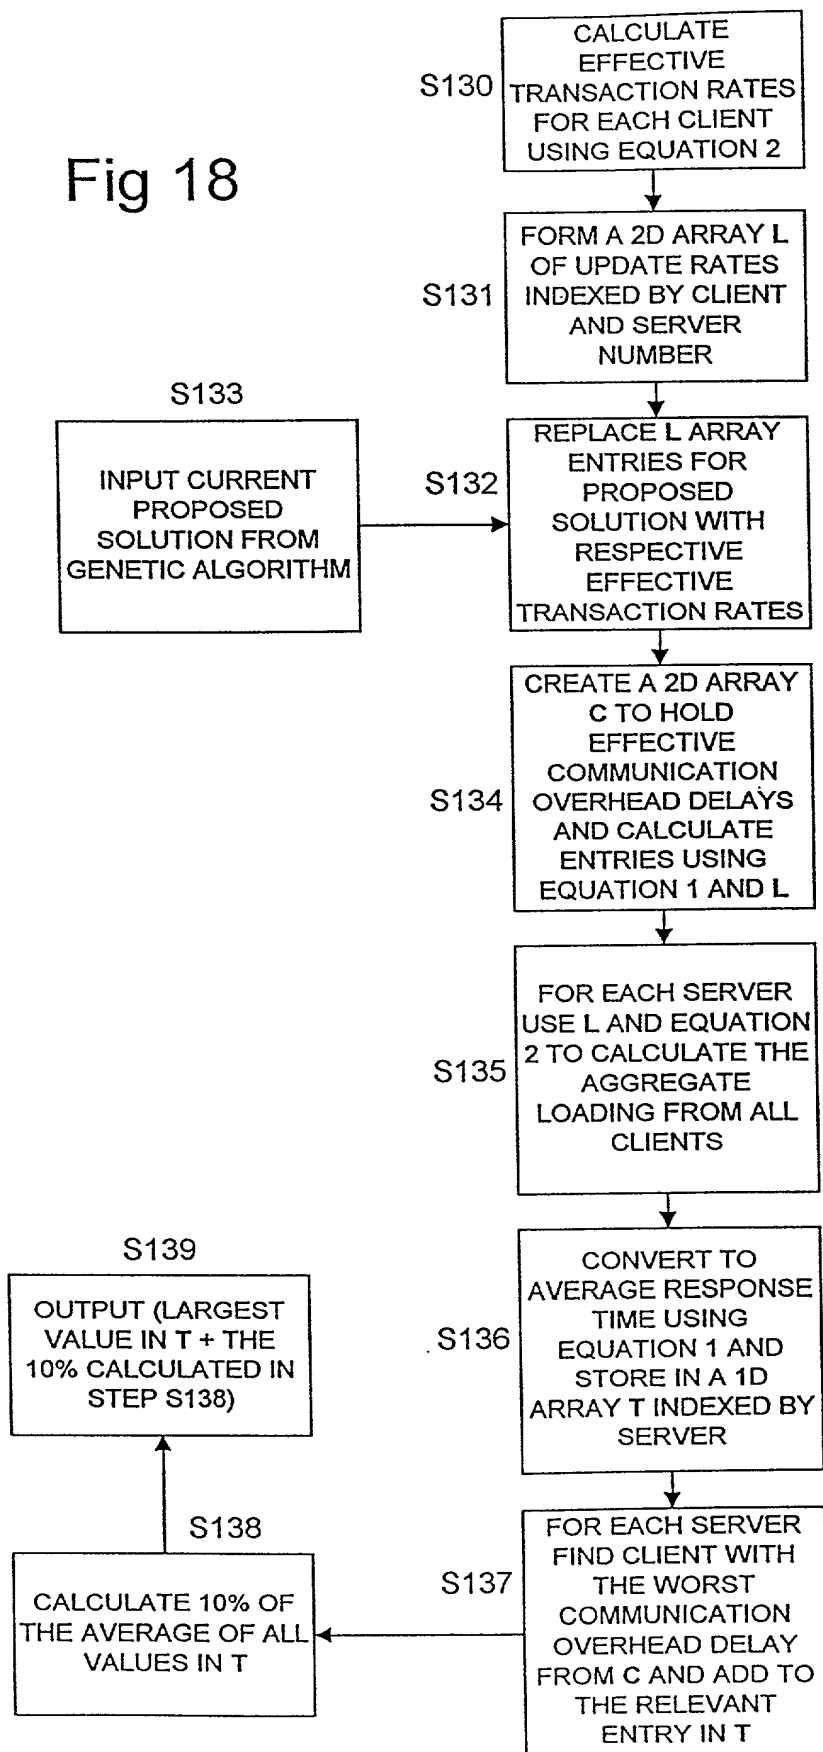 Fig 18
S130
CALCULATE
EFFECTIVE
TRANSACTION RATES
FOR EACH CLIENT
USING EQUATION 2
S131
FORM A 2D ARRAY L
OF UPDATE RATES
INDEXED BY CLIENT
AND SERVER
NUMBER
S133
INPUT CURRENT
PROPOSED
SOLUTION FROM
GENETIC ALGORITHM
S132
REPLACE L ARRAY
ENTRIES FOR
PROPOSED
SOLUTION WITH
RESPECTIVE
EFFECTIVE
TRANSACTION RATES
S134
CREATE A 2D ARRAY
C TO HOLD
EFFECTIVE
COMMUNICATION
OVERHEAD DELAYS
AND CALCULATE
ENTRIES USING
EQUATION 1 AND L
S135
FOR EACH SERVER
USE L AND EQUATION
2 TO CALCULATE THE
AGGREGATE
LOADING FROM ALL
CLIENTS
S136
CONVERT TO
AVERAGE RESPONSE
TIME USING
EQUATION 1 AND
STORE IN A 1D
ARRAY T INDEXED BY
SERVER
S137
FOR EACH SERVER
FIND CLIENT WITH
THE WORST
COMMUNICATION
OVERHEAD DELAY
FROM C AND ADD TO
THE RELEVANT
ENTRY IN T
S138
CALCULATE 10% OF
THE AVERAGE OF ALL
VALUES IN T
S139
OUTPUT (LARGEST
VALUE IN T + THE
10% CALCULATED IN
STEP S138)